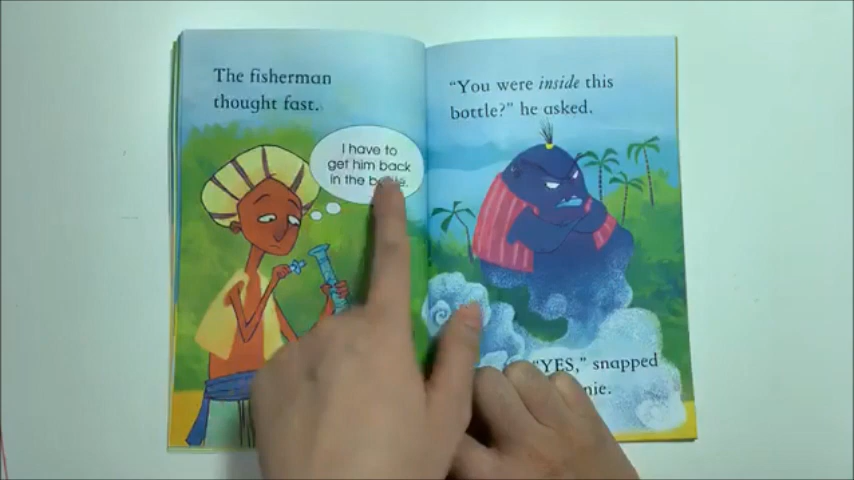 The fisherman
thought fast.
I have to
get him back
in the
"You were inside this
bottle?" he asked.
"YES," snapped